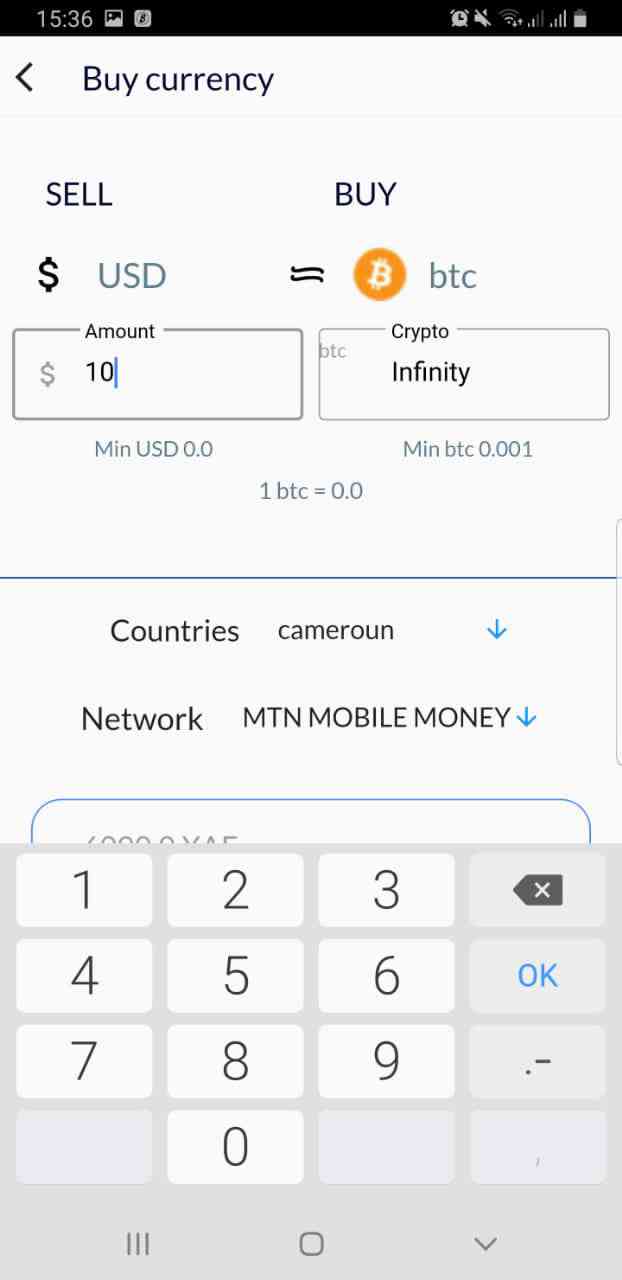 15:36
Buy currency
SELL BUY
$ USD = btc
Amount Crypto
$ 10 btc Infinity
Min USD 0.0 Min btc 0.001
1 btc = 0.0
Countries cameroun
Network MTN MOBILE MONEY
1 2 3
4 5 6 OK
7 8 9 .-
0 ,